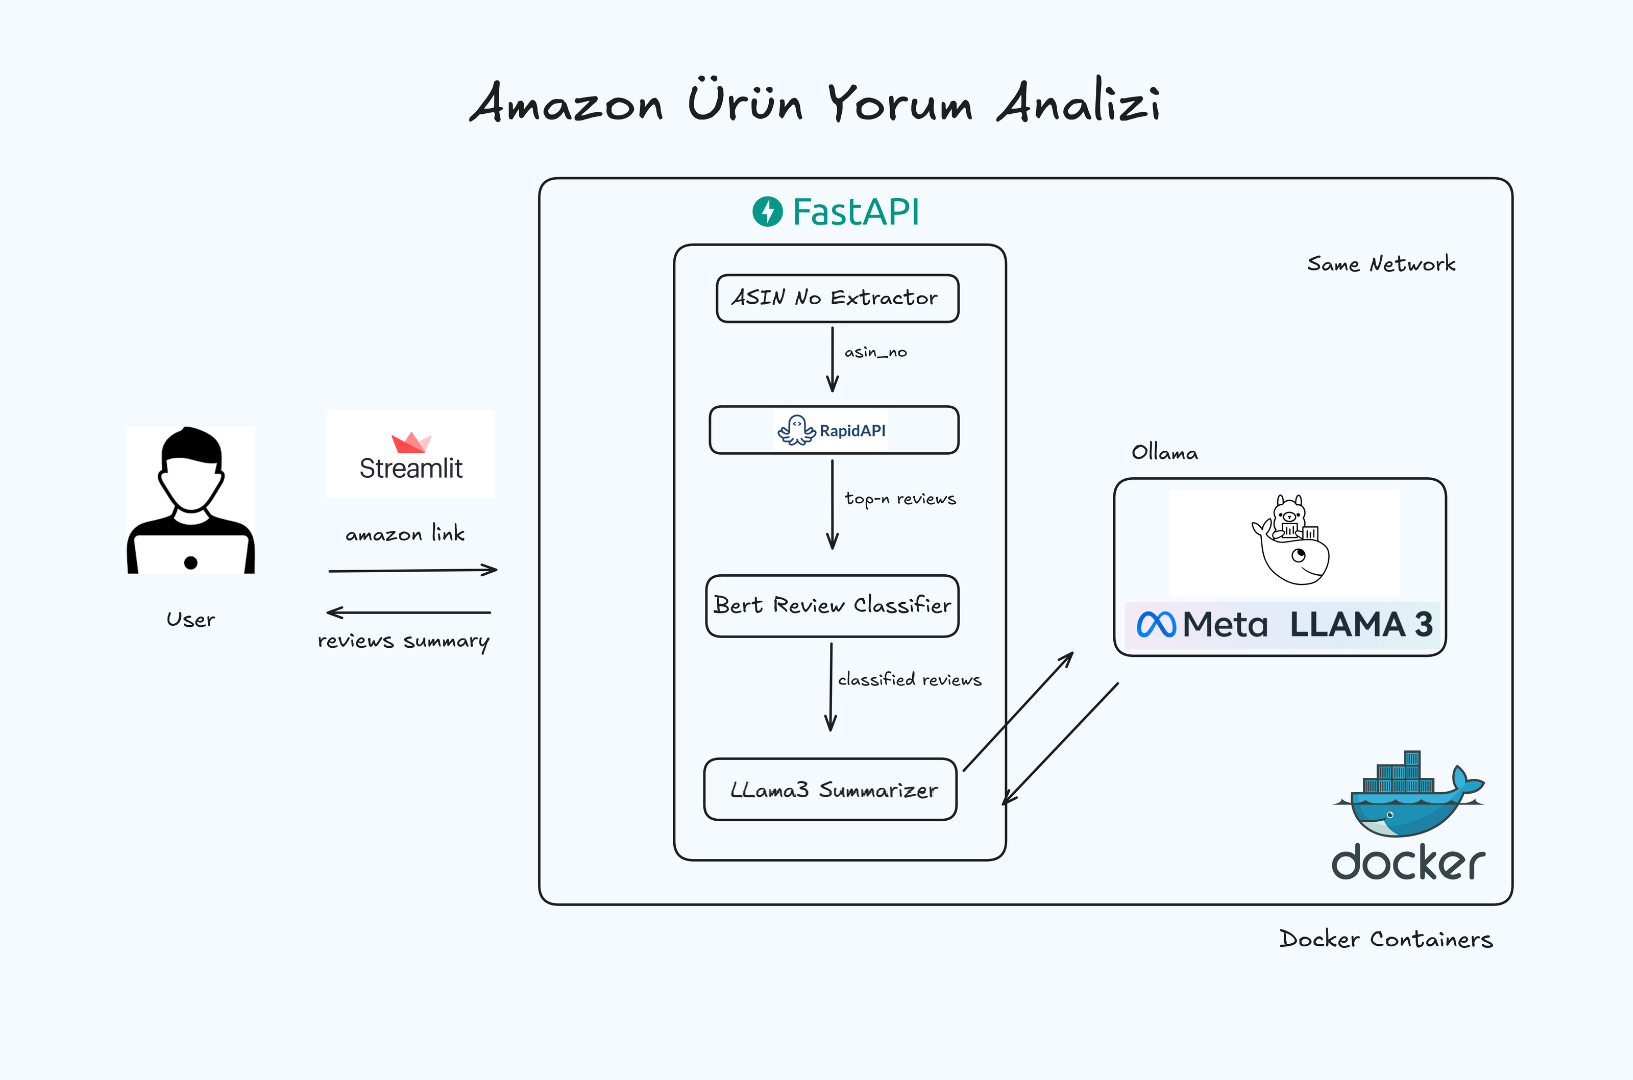 Amazon Ürün Yorum Analizi
FastAPI
Same Network
ASIN No Extractor
asin_no
RapidAPI
top-n reviews
Bert Review Classifier
classified reviews
LLama3 Summarizer
Streamlit
amazon link
reviews summary
User
Ollama
Meta LLAMA 3
docker
Docker Containers